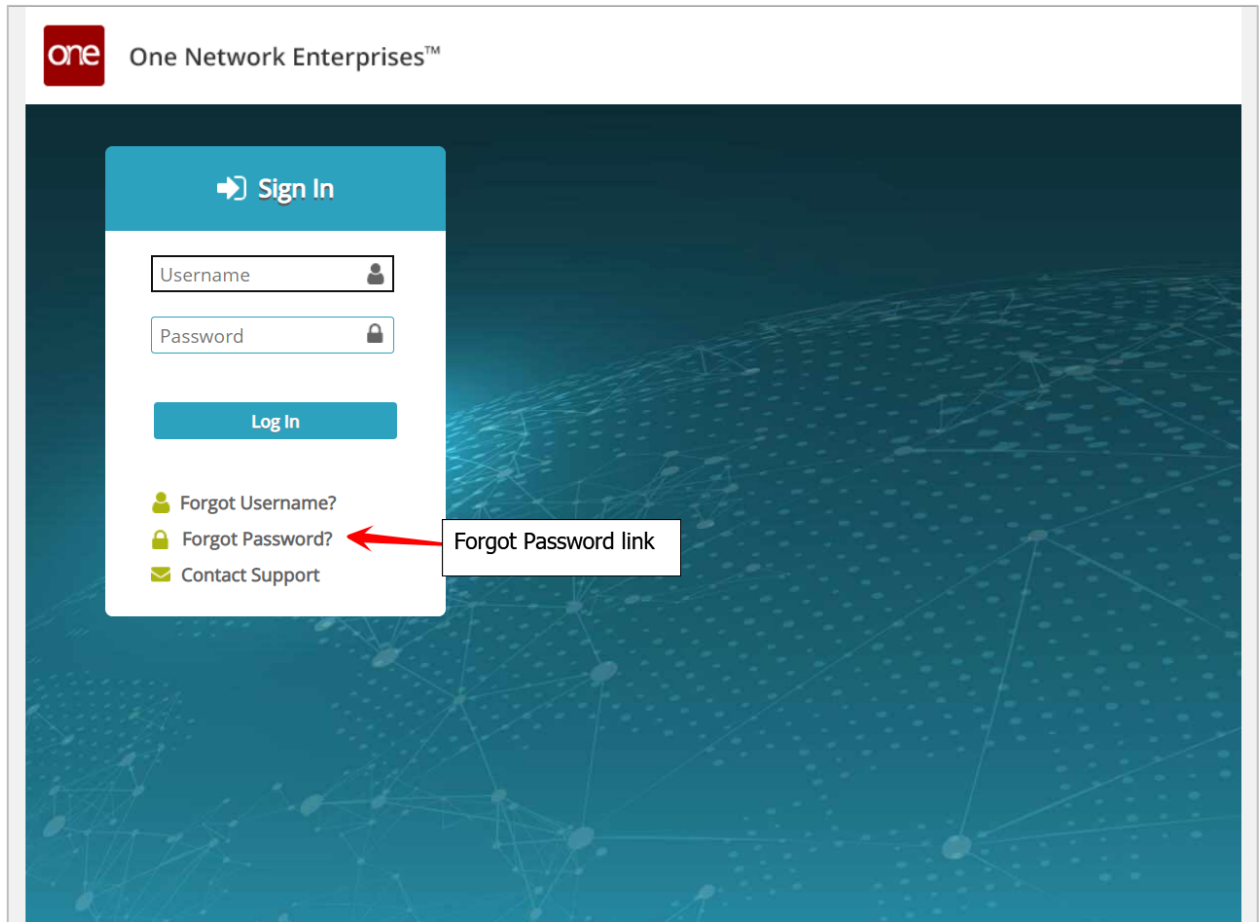 one One Network Enterprises™
Sign In
Username
Password
Log In
Forgot Username?
Forgot Password?
Forgot Password link
Contact Support